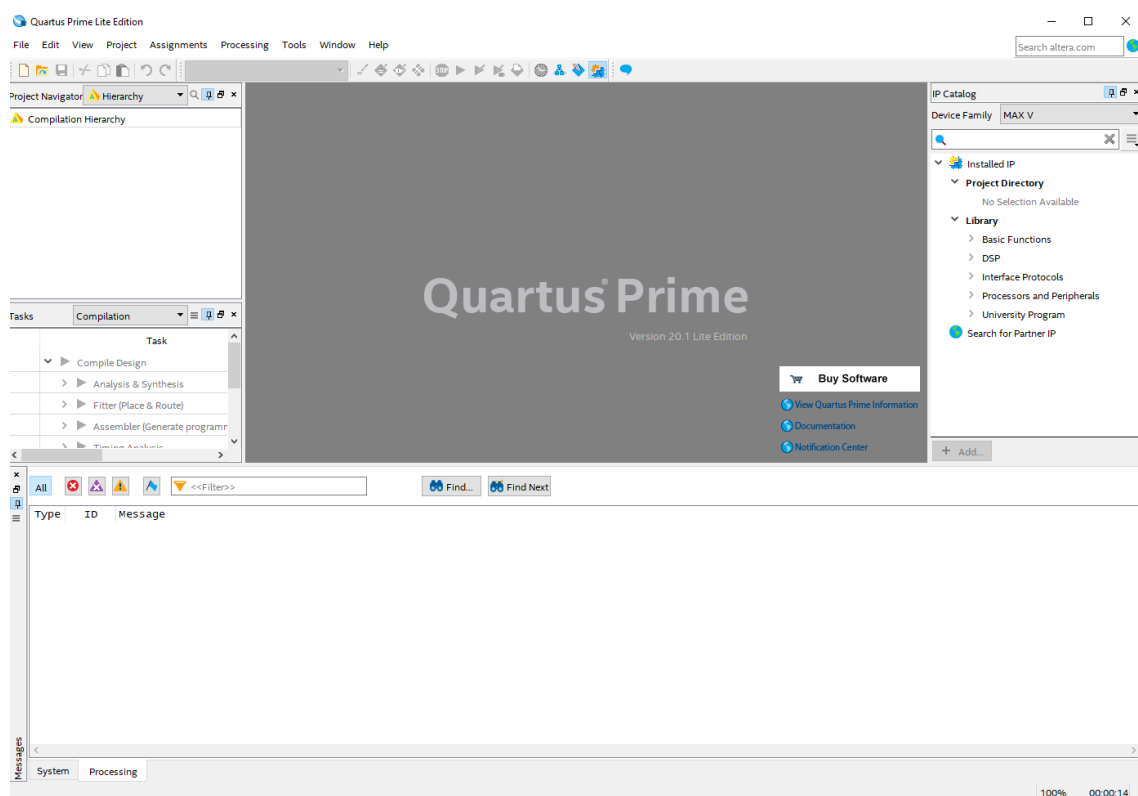 Quartus Prime Lite Edition
File Edit View Project Assignments Processing Tools Window Help
Search altera.com
Project Navigator Hierarchy
Compilation Hierarchy
Tasks Compilation
Task
Compile Design
Analysis & Synthesis
Fitter (Place & Route)
Assembler (Generate programr
Timing Analysis
Quartus® Prime
Version 20.1 Lite Edition
Buy Software
View Quartus Prime Information
Documentation
Notification Center
IP Catalog
Device Family MAX V
Installed IP
Project Directory
No Selection Available
Library
Basic Functions
DSP
Interface Protocols
Processors and Peripherals
University Program
Search for Partner IP
+ Add...
All <<Filter>> Find... Find Next
Type ID Message
Messages
System Processing
100% 00:00:14